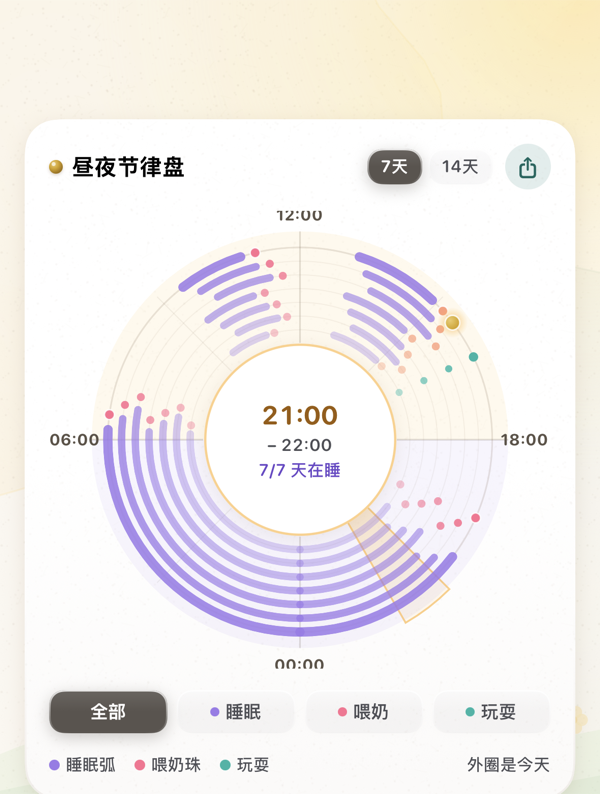 昼夜节律盘
7天
14天
12:00
06:00
21:00
– 22:00
7/7 天在睡
18:00
00:00
全部
睡眠
喂奶
玩耍
睡眠弧
喂奶珠
玩耍
外圈是今天